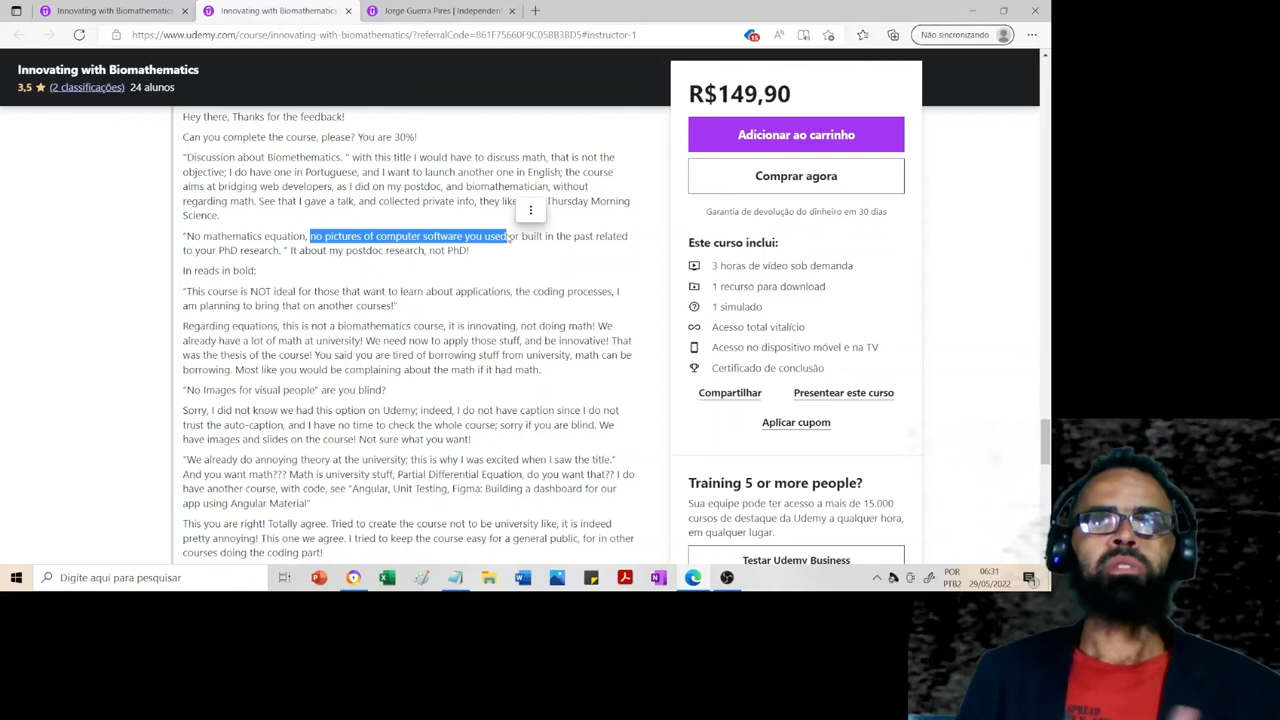 Innovating with Biomathematics
Innovating with Biomathematics
Jorge Guerra Pires | Independent
https://www.udemy.com/course/innovating-with-biomathematics/?referralCode=861F75660F9C05BB3BD5#instructor-1
15
Não sincronizando
Innovating with Biomathematics
3,5 ★ (2 classificações) 24 alunos
Hey there, Thanks for the feedback!
Can you complete the course, please? You are 30%!
"Discussion about Biomethematics. " with this title I would have to discuss math, that is not the
objective; I do have one in Portuguese, and I want to launch another one in English; the course
aims at bridging web developers, as I did on my postdoc, and biomathematician, without
regarding math. See that I gave a talk, and collected private info, they like Thursday Morning
Science.
"No mathematics equation, no pictures of computer software you used or built in the past related
to your PhD research. " It about my postdoc research, not PhD!
In reads in bold:
"This course is NOT ideal for those that want to learn about applications, the coding processes, I
am planning to bring that on another courses!"
Regarding equations, this is not a biomathematics course, it is innovating, not doing math! We
already have a lot of math at university! We need now to apply those stuff, and be innovative! That
was the thesis of the course! You said you are tired of borrowing stuff from university, math can be
borrowing. Most like you would be complaining about the math if it had math.
"No Images for visual people" are you blind?
Sorry, I did not know we had this option on Udemy; indeed, I do not have caption since I do not
trust the auto-caption, and I have no time to check the whole course; sorry if you are blind. We
have images and slides on the course! Not sure what you want!
"We already do annoying theory at the university; this is why I was excited when I saw the title."
And you want math??? Math is university stuff, Partial Differential Equation, do you want that?? I do
have another course, with code, see "Angular, Unit Testing, Figma: Building a dashboard for our
app using Angular Material"
This you are right! Totally agree. Tried to create the course not to be university like, it is indeed
pretty annoying! This one we agree. I tried to keep the course easy for a general public, for in other
courses doing the coding part!
R$149,90
Adicionar ao carrinho
Comprar agora
Garantia de devolução do dinheiro em 30 dias
Este curso inclui:
3 horas de vídeo sob demanda
1 recurso para download
1 simulado
Acesso total vitalício
Acesso no dispositivo móvel e na TV
Certificado de conclusão
Compartilhar Presentear este curso
Aplicar cupom
Training 5 or more people?
Sua equipe pode ter acesso a mais de 15.000
cursos de destaque da Udemy a qualquer hora,
em qualquer lugar.
Testar Udemy Business
Digite aqui para pesquisar
POR
PTB2
06:31
29/05/2022
SPREAD